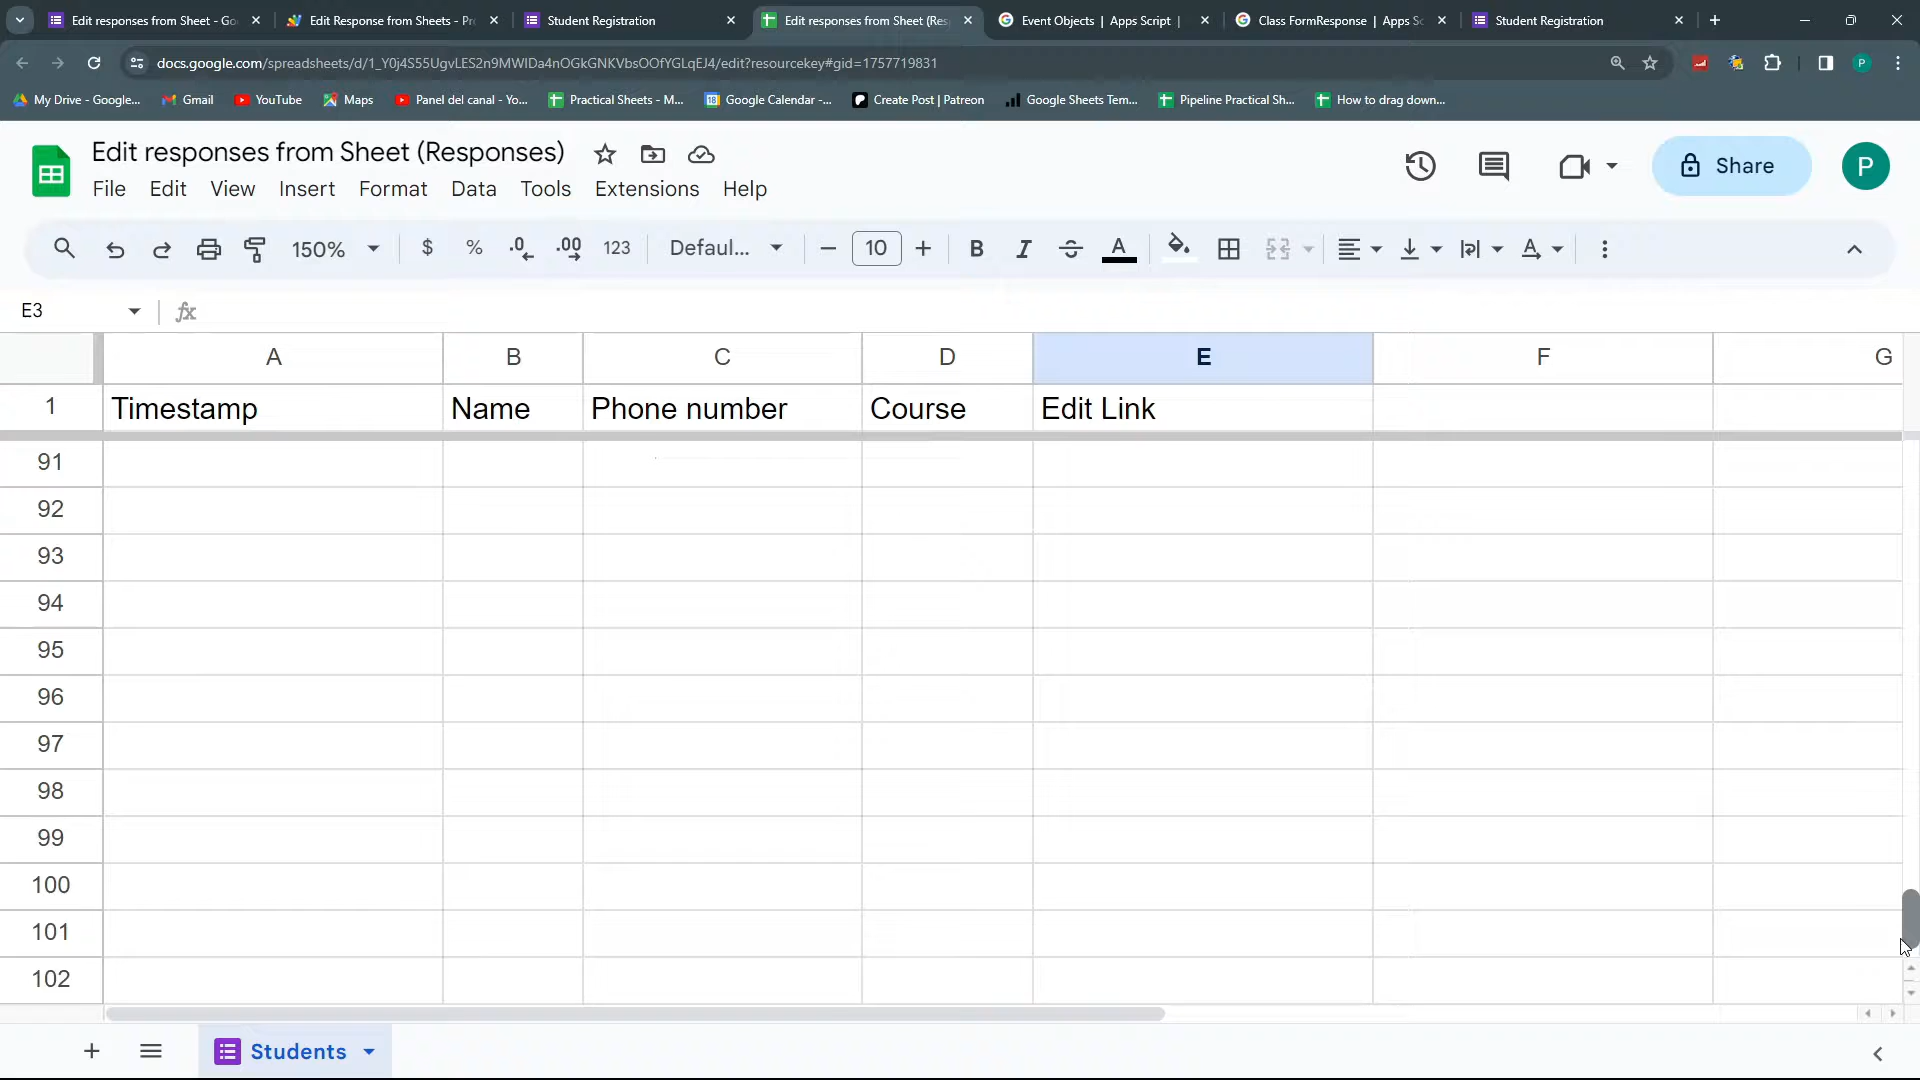 Edit responses from Sheet - Go
Edit Response from Sheets - Pro
Student Registration
Edit responses from Sheet (Res
Event Objects | Apps Script |
Class FormResponse | Apps Sc
Student Registration
docs.google.com/spreadsheets/d/1_Y0j4S55UgvLES2n9MWIDa4nOGkGNKVbsOOfYGLqEJ4/edit?resourcekey#gid=1757719831
P
My Drive - Google...
Gmail
YouTube
Maps
Panel del canal - Yo...
Practical Sheets - M...
Google Calendar -...
Create Post | Patreon
Google Sheets Tem...
Pipeline Practical Sh...
How to drag down...
Edit responses from Sheet (Responses)
File Edit View Insert Format Data Tools Extensions Help
Share
P
150% $ % .0 .00 123 Defaul... 10 B I A
E3 fx
A B C D E F G
1 Timestamp Name Phone number Course Edit Link
91
92
93
94
95
96
97
98
99
100
101
102
Students